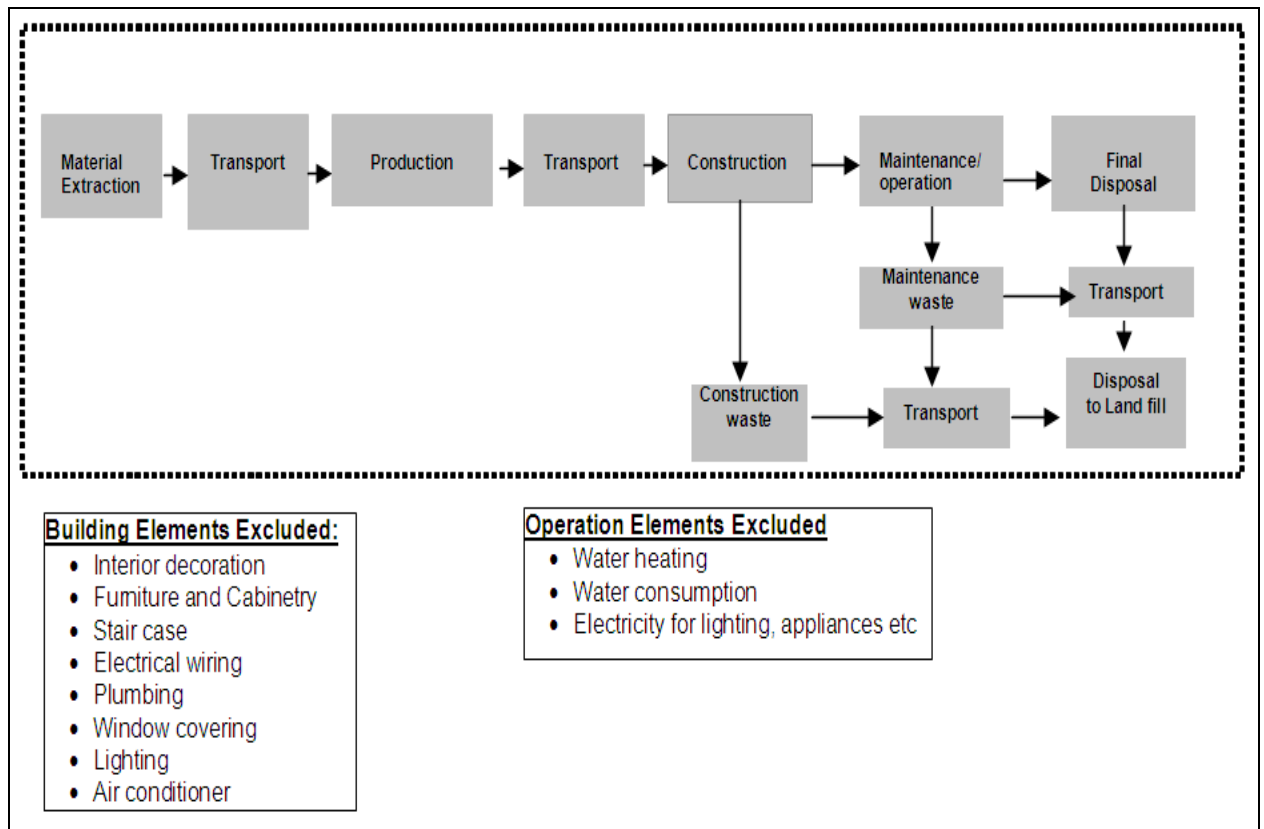 Material
Extraction
Transport
Production
Transport
Construction
Maintenance/
operation
Final
Disposal
Maintenance
waste
Transport
Construction
waste
Transport
Disposal
to Land fill
Building Elements Excluded:
• Interior decoration
• Furniture and Cabinetry
• Stair case
• Electrical wiring
• Plumbing
• Window covering
• Lighting
• Air conditioner
Operation Elements Excluded
• Water heating
• Water consumption
• Electricity for lighting, appliances etc